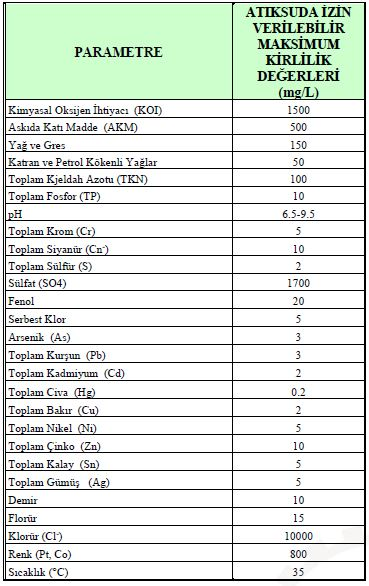 PARAMETRE
ATIKSUDA İZİN
VERİLEBİLİR
MAKSİMUM
KİRLİLİK
DEĞERLERİ
(mg/L)
Kimyasal Oksijen İhtiyacı (KOI) 1500
Askıda Katı Madde (AKM) 500
Yağ ve Gres 150
Katran ve Petrol Kökenli Yağlar 50
Toplam Kjeldah Azotu (TKN) 100
Toplam Fosfor (TP) 10
pH 6.5-9.5
Toplam Krom (Cr) 5
Toplam Siyanür (Cn-) 10
Toplam Sülfür (S) 2
Sülfat (SO4) 1700
Fenol 20
Serbest Klor 5
Arsenik (As) 3
Toplam Kurşun (Pb) 3
Toplam Kadmiyum (Cd) 2
Toplam Civa (Hg) 0.2
Toplam Bakır (Cu) 2
Toplam Nikel (Ni) 5
Toplam Çinko (Zn) 10
Toplam Kalay (Sn) 5
Toplam Gümüş (Ag) 5
Demir 10
Florür 15
Klorür (Cl-) 10000
Renk (Pt, Co) 800
Sıcaklık (°C) 35